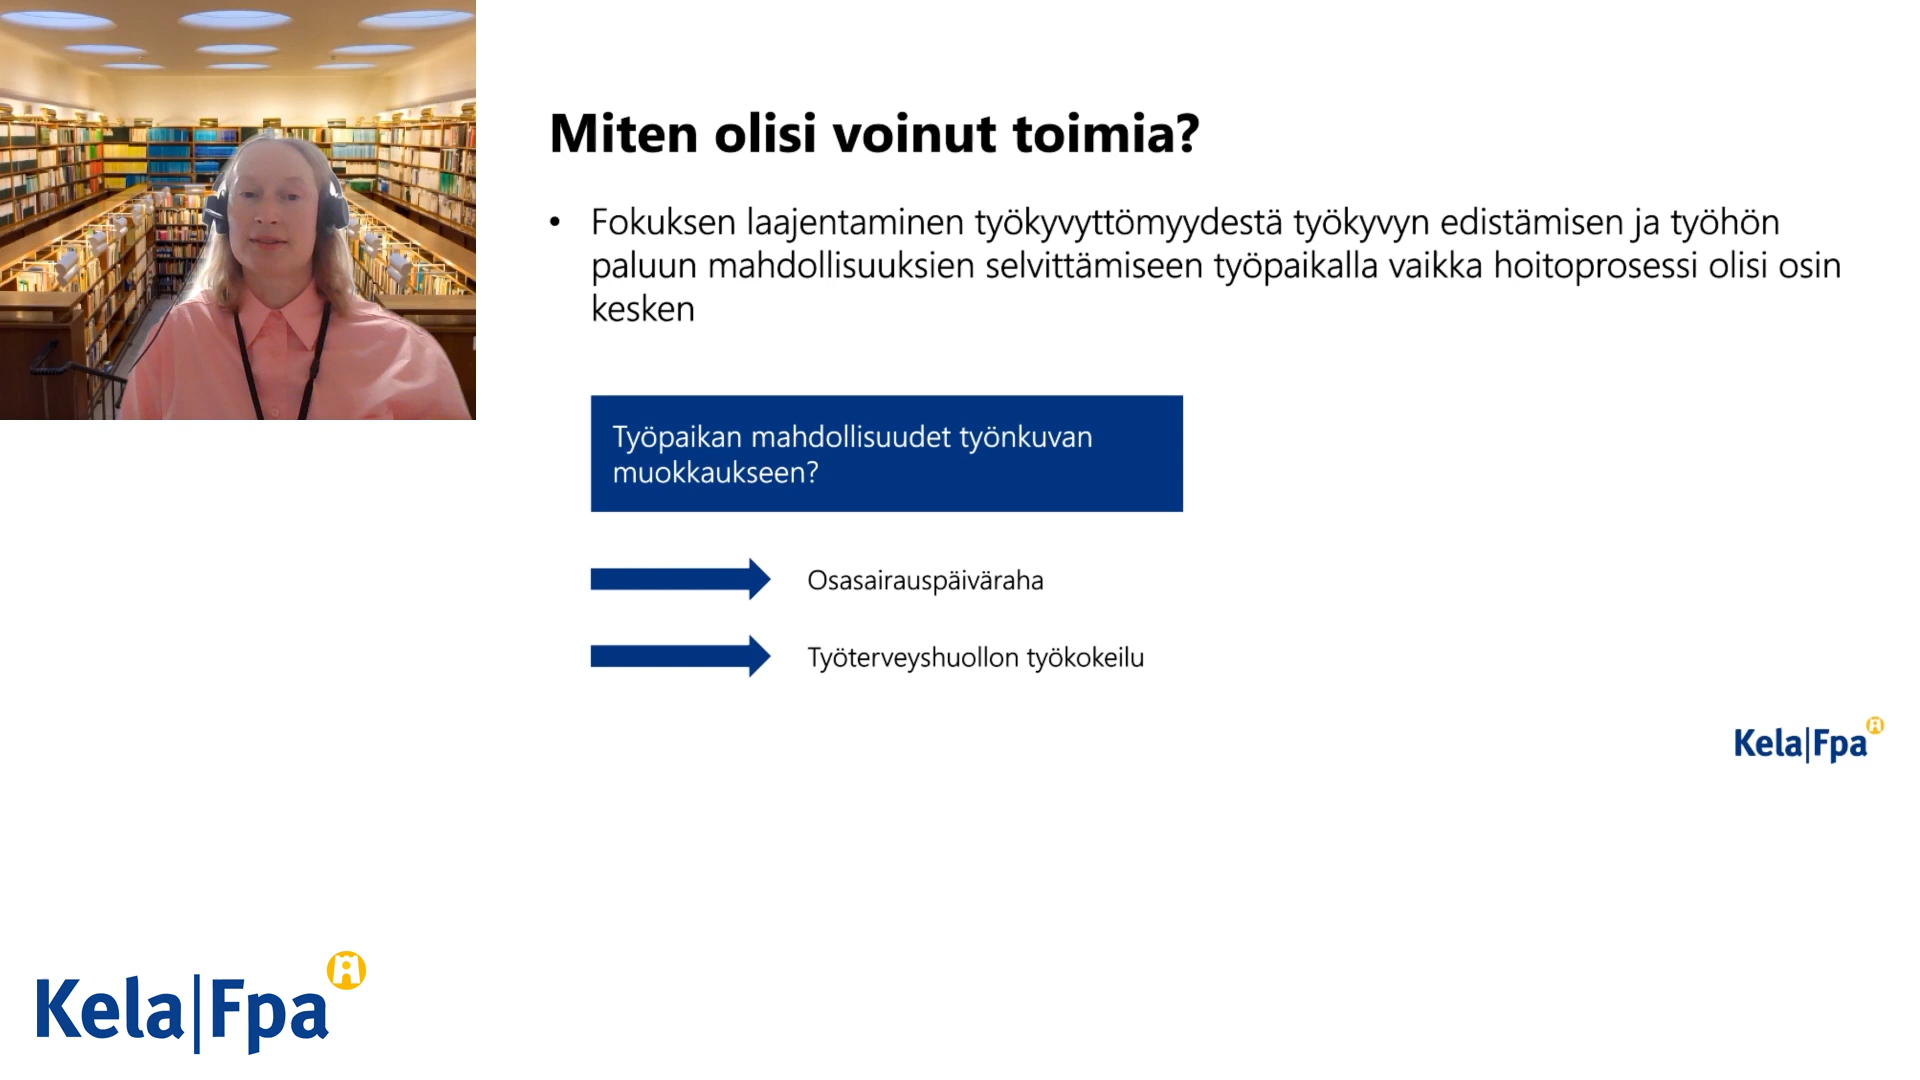 Miten olisi voinut toimia?
• Fokuksen laajentaminen työkyvyttömyydestä työkyvyn edistämisen ja työhön
paluun mahdollisuuksien selvittämiseen työpaikalla vaikka hoitoprosessi olisi osin
kesken
Työpaikan mahdollisuudet työnkuvan
muokkaukseen?
Osasairauspäiväraha
Työterveyshuollon työkokeilu
Kela|Fpa
Kela|Fpa